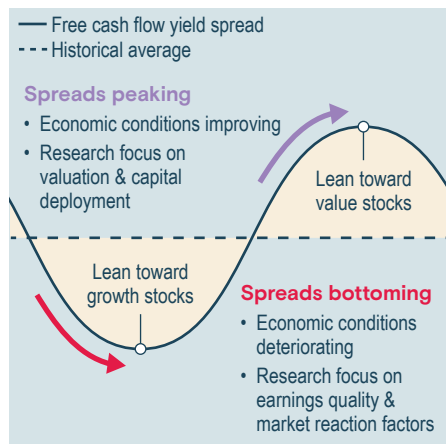 Free cash flow yield spread
Historical average
Spreads peaking
• Economic conditions improving
• Research focus on
valuation & capital
deployment
Lean toward
value stocks
Lean toward
growth stocks
Spreads bottoming
• Economic conditions
deteriorating
• Research focus on
earnings quality &
market reaction factors